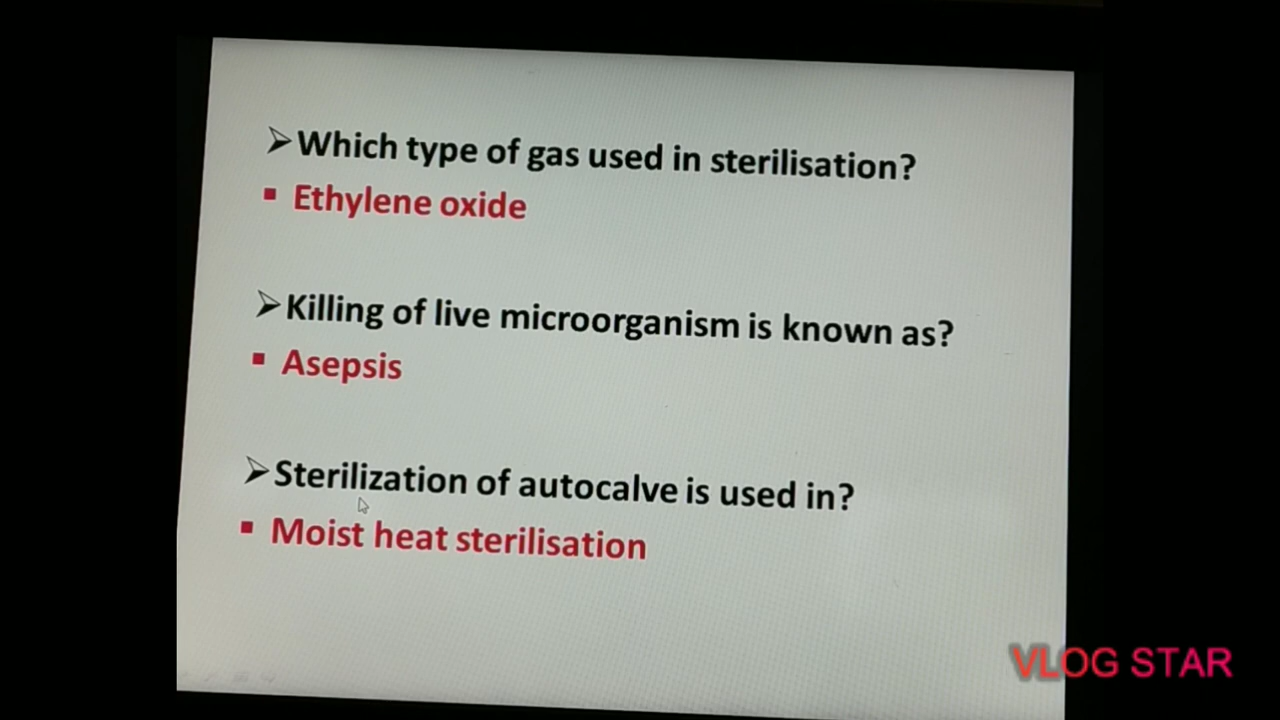 Which type of gas used in sterilisation?
Ethylene oxide
Killing of live microorganism is known as?
Asepsis
Sterilization of autocalve is used in?
Moist heat sterilisation
VLOG STAR